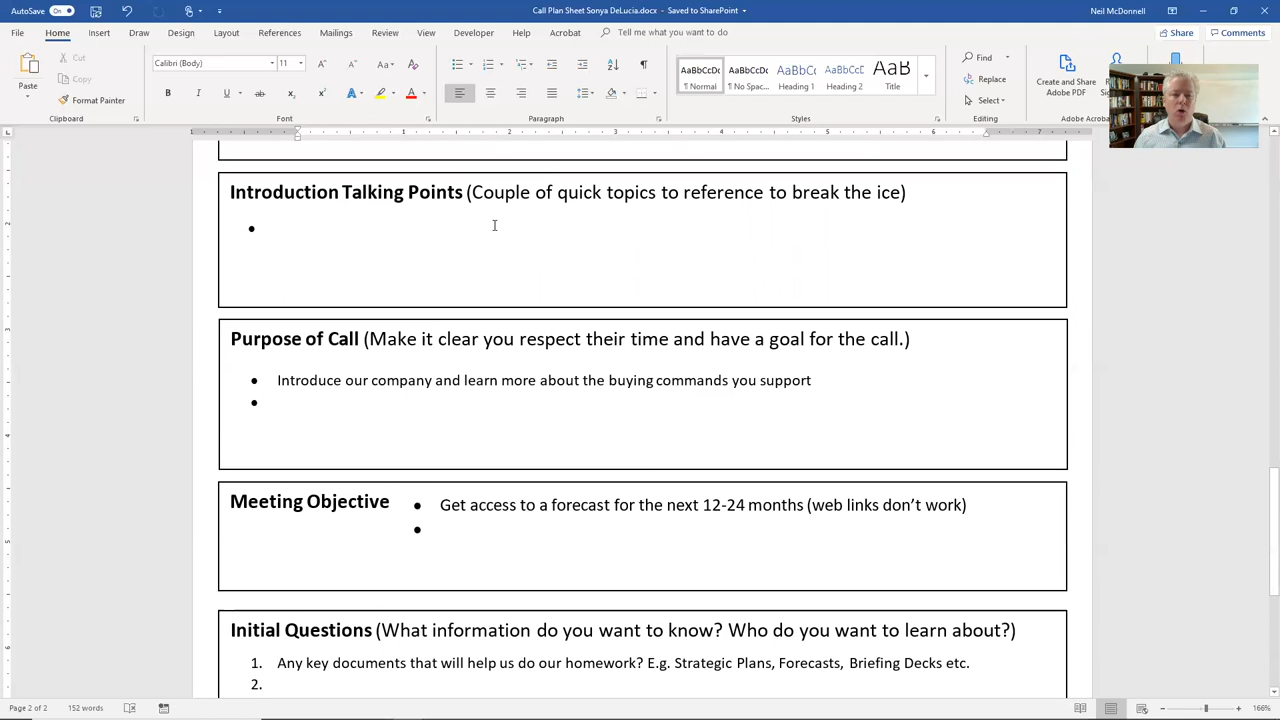 AutoSave On Call Plan Sheet Sonya DeLucia.docx - Saved to SharePoint Neil McDonnell
File Home Insert Draw Design Layout References Mailings Review View Developer Help Acrobat Tell me what you want to do Share Comments
Paste Cut Copy Format Painter
Calibri (Body) 11
AaBbCcDc AaBbCcDc AaBbCc AaBbCcC AaB
¶ Normal ¶ No Spac... Heading 1 Heading 2 Title
Find Replace Select
Create and Share Adobe PDF
Clipboard Font Paragraph Styles Editing Adobe Acro
Introduction Talking Points (Couple of quick topics to reference to break the ice)
•
Purpose of Call (Make it clear you respect their time and have a goal for the call.)
• Introduce our company and learn more about the buying commands you support
•
Meeting Objective • Get access to a forecast for the next 12-24 months (web links don’t work)
•
Initial Questions (What information do you want to know? Who do you want to learn about?)
1. Any key documents that will help us do our homework? E.g. Strategic Plans, Forecasts, Briefing Decks etc.
2.
Page 2 of 2 152 words 166%